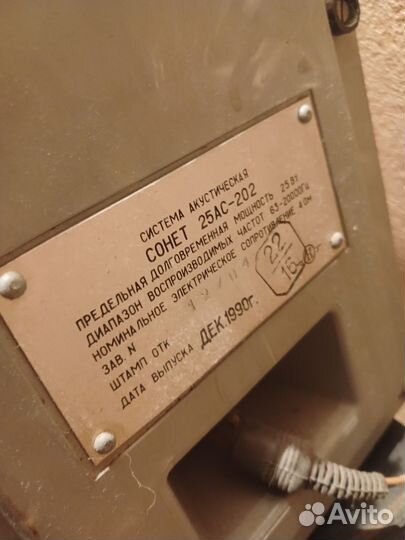 СИСТЕМА АКУСТИЧЕСКАЯ
СОНЕТ 25АС-202
ПРЕДЕЛЬНАЯ ДОЛГОВРЕМЕННАЯ МОЩНОСТЬ 25 ВТ
ДИАПАЗОН ВОСПРОИЗВОДИМЫХ ЧАСТОТ 63-20000ГЦ
НОМИНАЛЬНОЕ ЭЛЕКТРИЧЕСКОЕ СОПРОТИВЛЕНИЕ 4 ОМ
ЗАВ. N
ШТАМП ОТК
22
16
ДАТА ВЫПУСКА ДЕК.1990г.
Avito